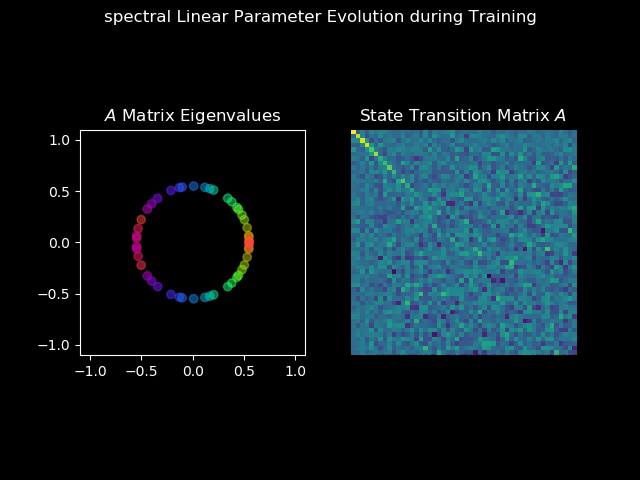 spectral Linear Parameter Evolution during Training
A Matrix Eigenvalues
State Transition Matrix A
1.0
0.5
0.0
−0.5
−1.0
−1.0 −0.5 0.0 0.5 1.0